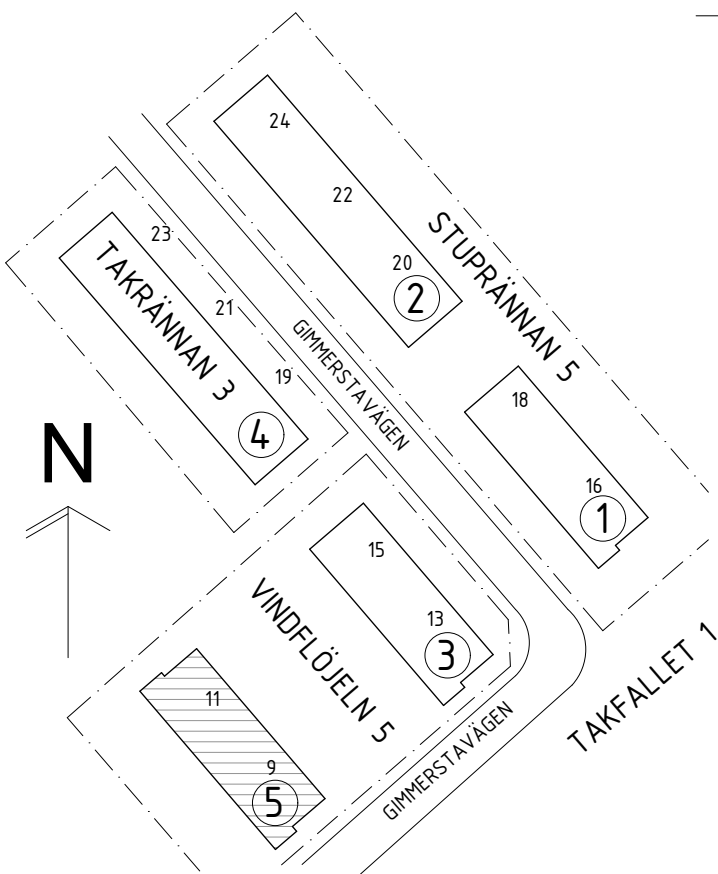 24
22
20
2
STUPRÄNNAN 5
23
21
19
TAKRÄNNAN 3
4
GIMMERSTAVÄGEN
18
16
1
N
15
13
3
VINDFLÖJELN 5
11
9
5
GIMMERSTAVÄGEN
TAKFALLET 1